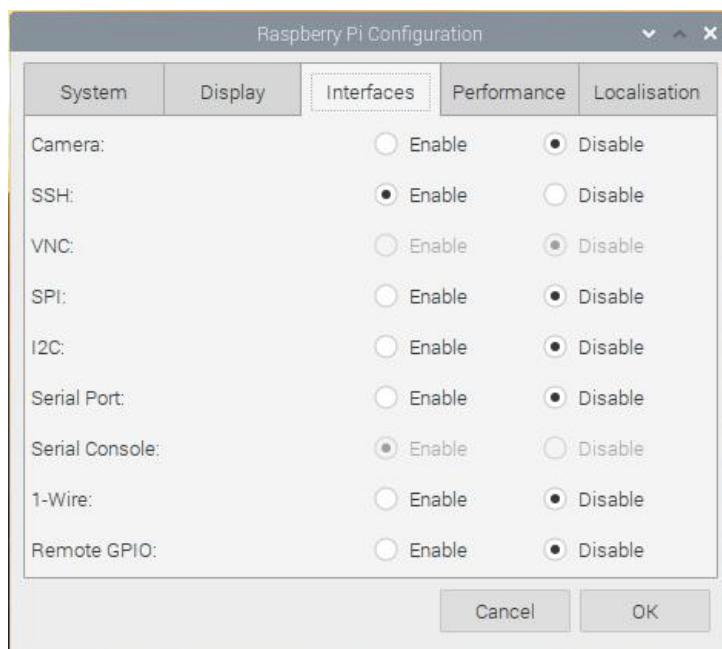 Raspberry Pi Configuration
System Display Interfaces Performance Localisation
Camera: Enable Disable
SSH: Enable Disable
VNC: Enable Disable
SPI: Enable Disable
I2C: Enable Disable
Serial Port: Enable Disable
Serial Console: Enable Disable
1-Wire: Enable Disable
Remote GPIO: Enable Disable
Cancel OK